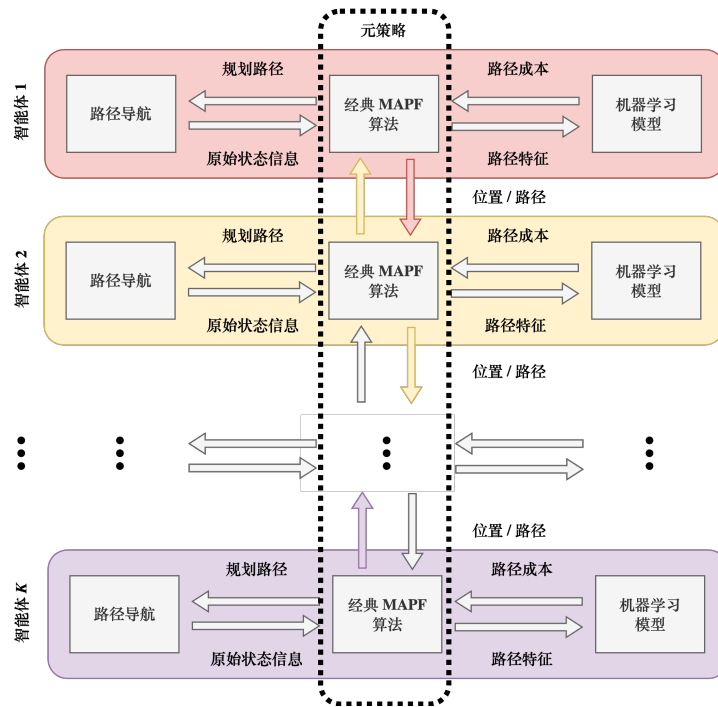 元策略
智能体 1
规划路径
路径成本
路径导航
经典 MAPF
算法
机器学习
模型
原始状态信息
路径特征
位置 / 路径
智能体 2
规划路径
路径成本
路径导航
经典 MAPF
算法
机器学习
模型
原始状态信息
路径特征
位置 / 路径
位置 / 路径
智能体 K
规划路径
路径成本
路径导航
经典 MAPF
算法
机器学习
模型
原始状态信息
路径特征